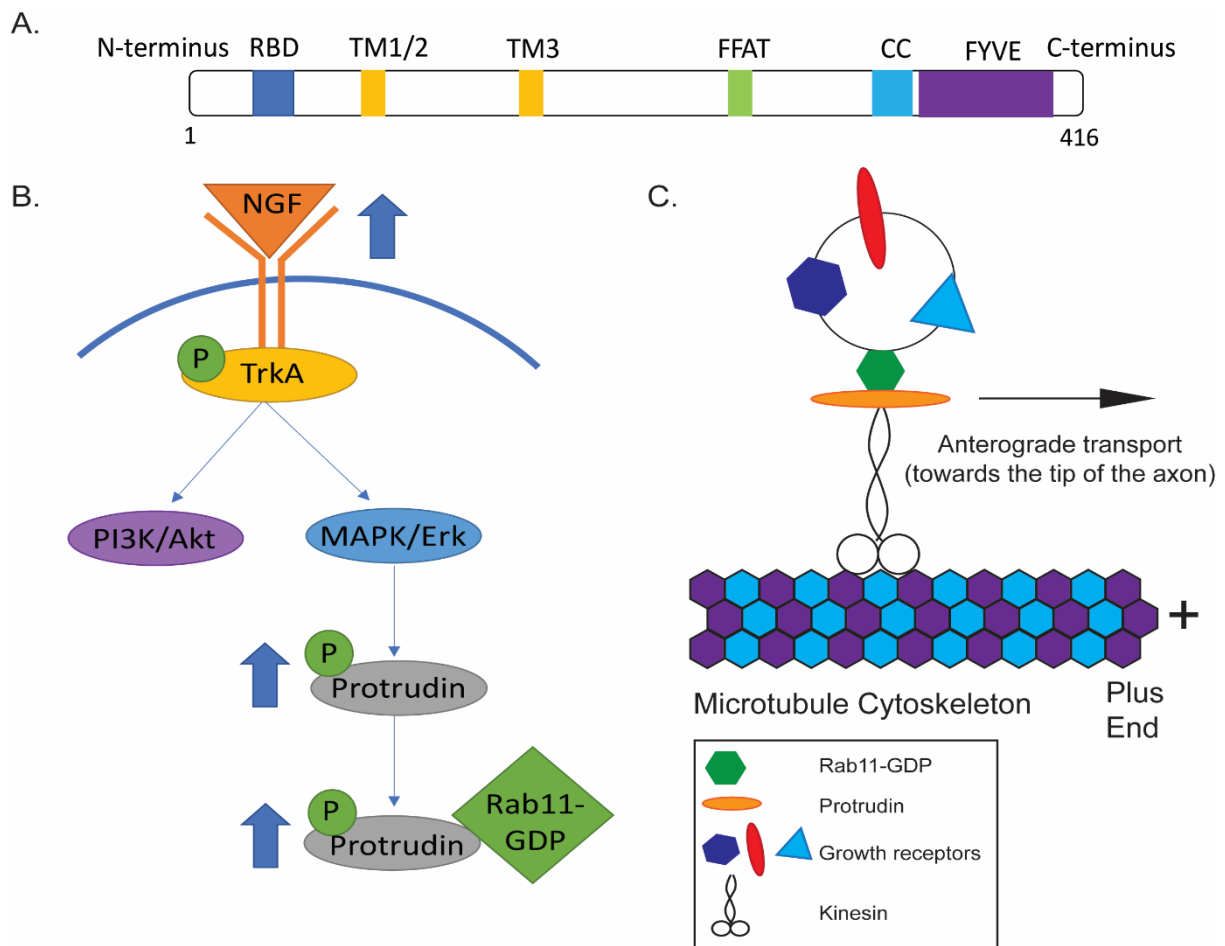 A.
N-terminus RBD TM1/2 TM3 FFAT CC FYVE C-terminus
1 416
B.
NGF
P
TrkA
PI3K/Akt MAPK/Erk
P
Protrudin
P
Protrudin
Rab11-
GDP
C.
Anterograde transport
(towards the tip of the axon)
+
Microtubule Cytoskeleton
Plus
End
Rab11-GDP
Protrudin
Growth receptors
Kinesin